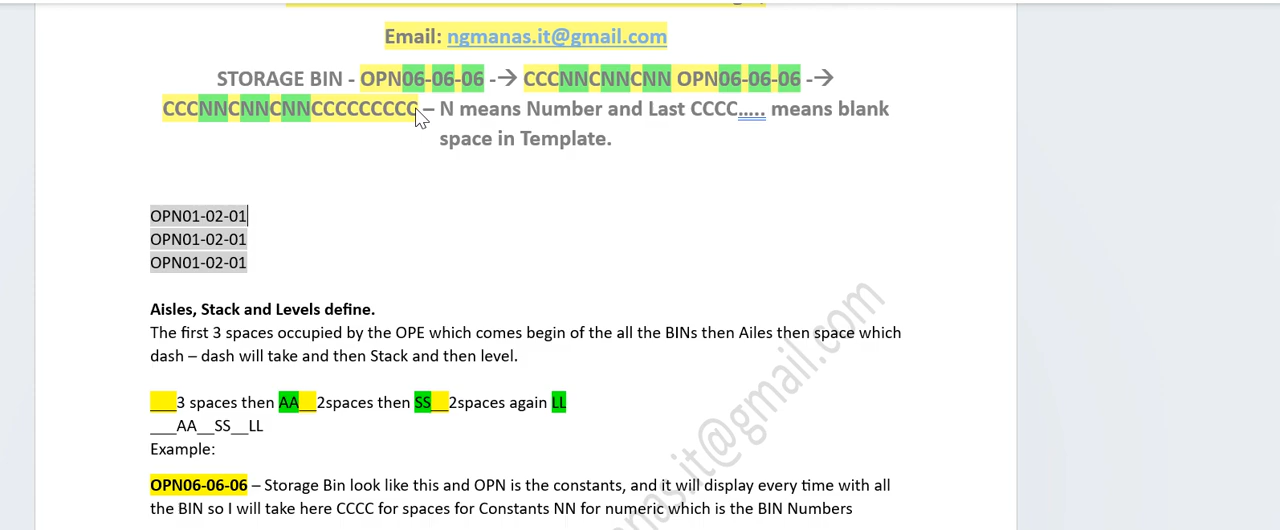 Email: ngmanas.it@gmail.com
STORAGE BIN - OPN06-06-06 -→ CCCNNCNNCNN OPN06-06-06 -→
CCCNNCNNCNNCCCCCCCCC – N means Number and Last CCCC..... means blank
space in Template.
OPN01-02-01
OPN01-02-01
OPN01-02-01
Aisles, Stack and Levels define.
The first 3 spaces occupied by the OPE which comes begin of the all the BINs then Ailes then space which
dash – dash will take and then Stack and then level.
___3 spaces then AA__2spaces then SS__2spaces again LL
___AA__SS__LL
Example:
OPN06-06-06 – Storage Bin look like this and OPN is the constants, and it will display every time with all
the BIN so I will take here CCCC for spaces for Constants NN for numeric which is the BIN Numbers
nas.it@gmail.com